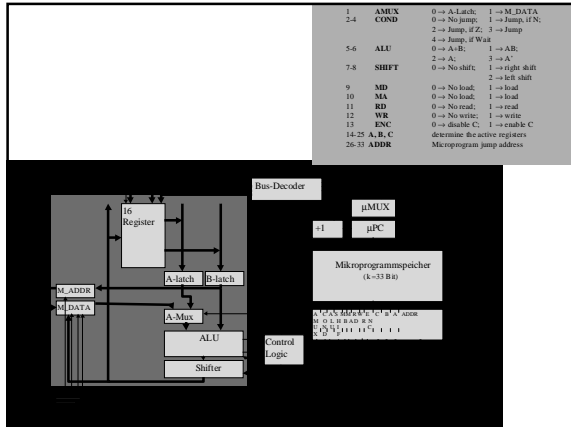 1 AMUX 0 → A-Latch; 1 → M_DATA
2-4 COND 0 → No jump; 1 → Jump, if N;
2 → Jump, if Z; 3 → Jump
4 → Jump, if Wait
5-6 ALU 0 → A+B; 1 → AB;
2 → A; 3 → A'
7-8 SHIFT 0 → No shift; 1 → right shift
2 → left shift
9 MD 0 → No load; 1 → load
10 MA 0 → No load; 1 → load
11 RD 0 → No read; 1 → read
12 WR 0 → No write; 1 → write
13 ENC 0 → disable C; 1 → enable C
14-25 A, B, C determine the active registers
26-33 ADDR Microprogram jump address
Bus-Decoder
16
Register
µMUX
+1 µPC
Mikroprogrammspeicher
(k=33 Bit)
A-latch B-latch
M_ADDR
M_DATA
A-Mux
ALU
Shifter
Control
Logic
A C A S M M R W E C B A ADDR
M O L H B A D R N
U N U I C
X D F